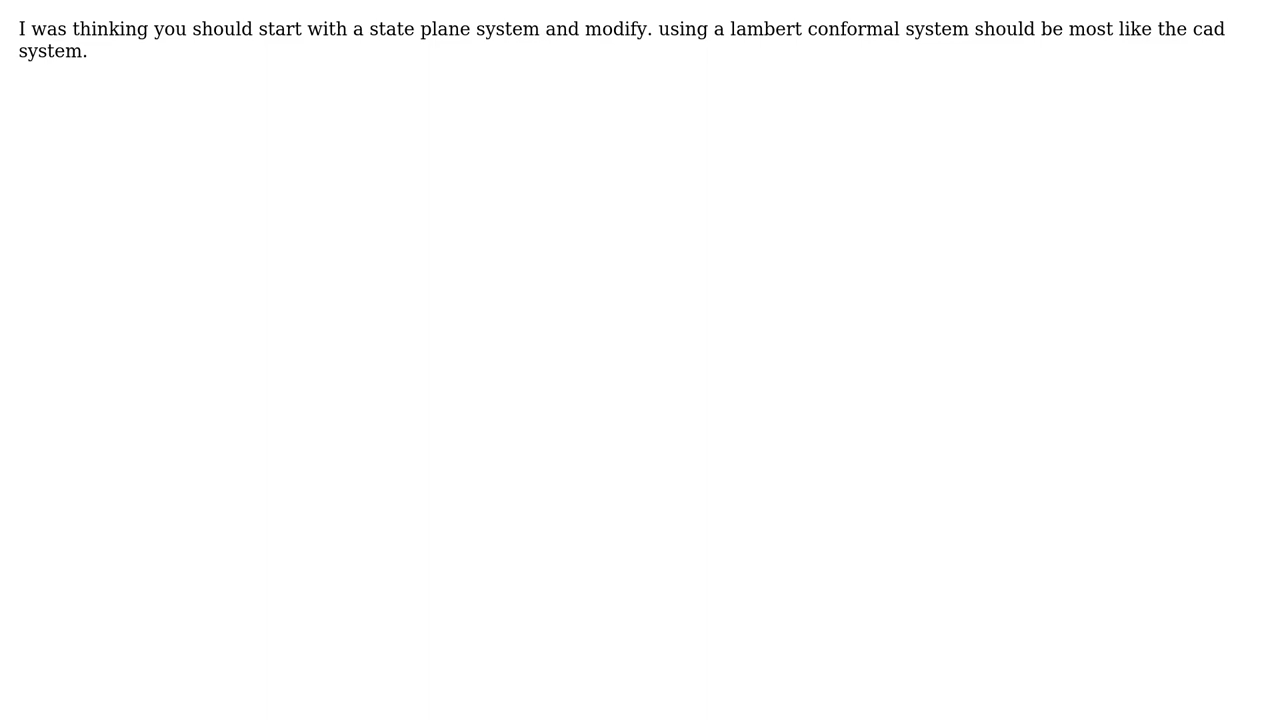 I was thinking you should start with a state plane system and modify. using a lambert conformal system should be most like the cad
system.